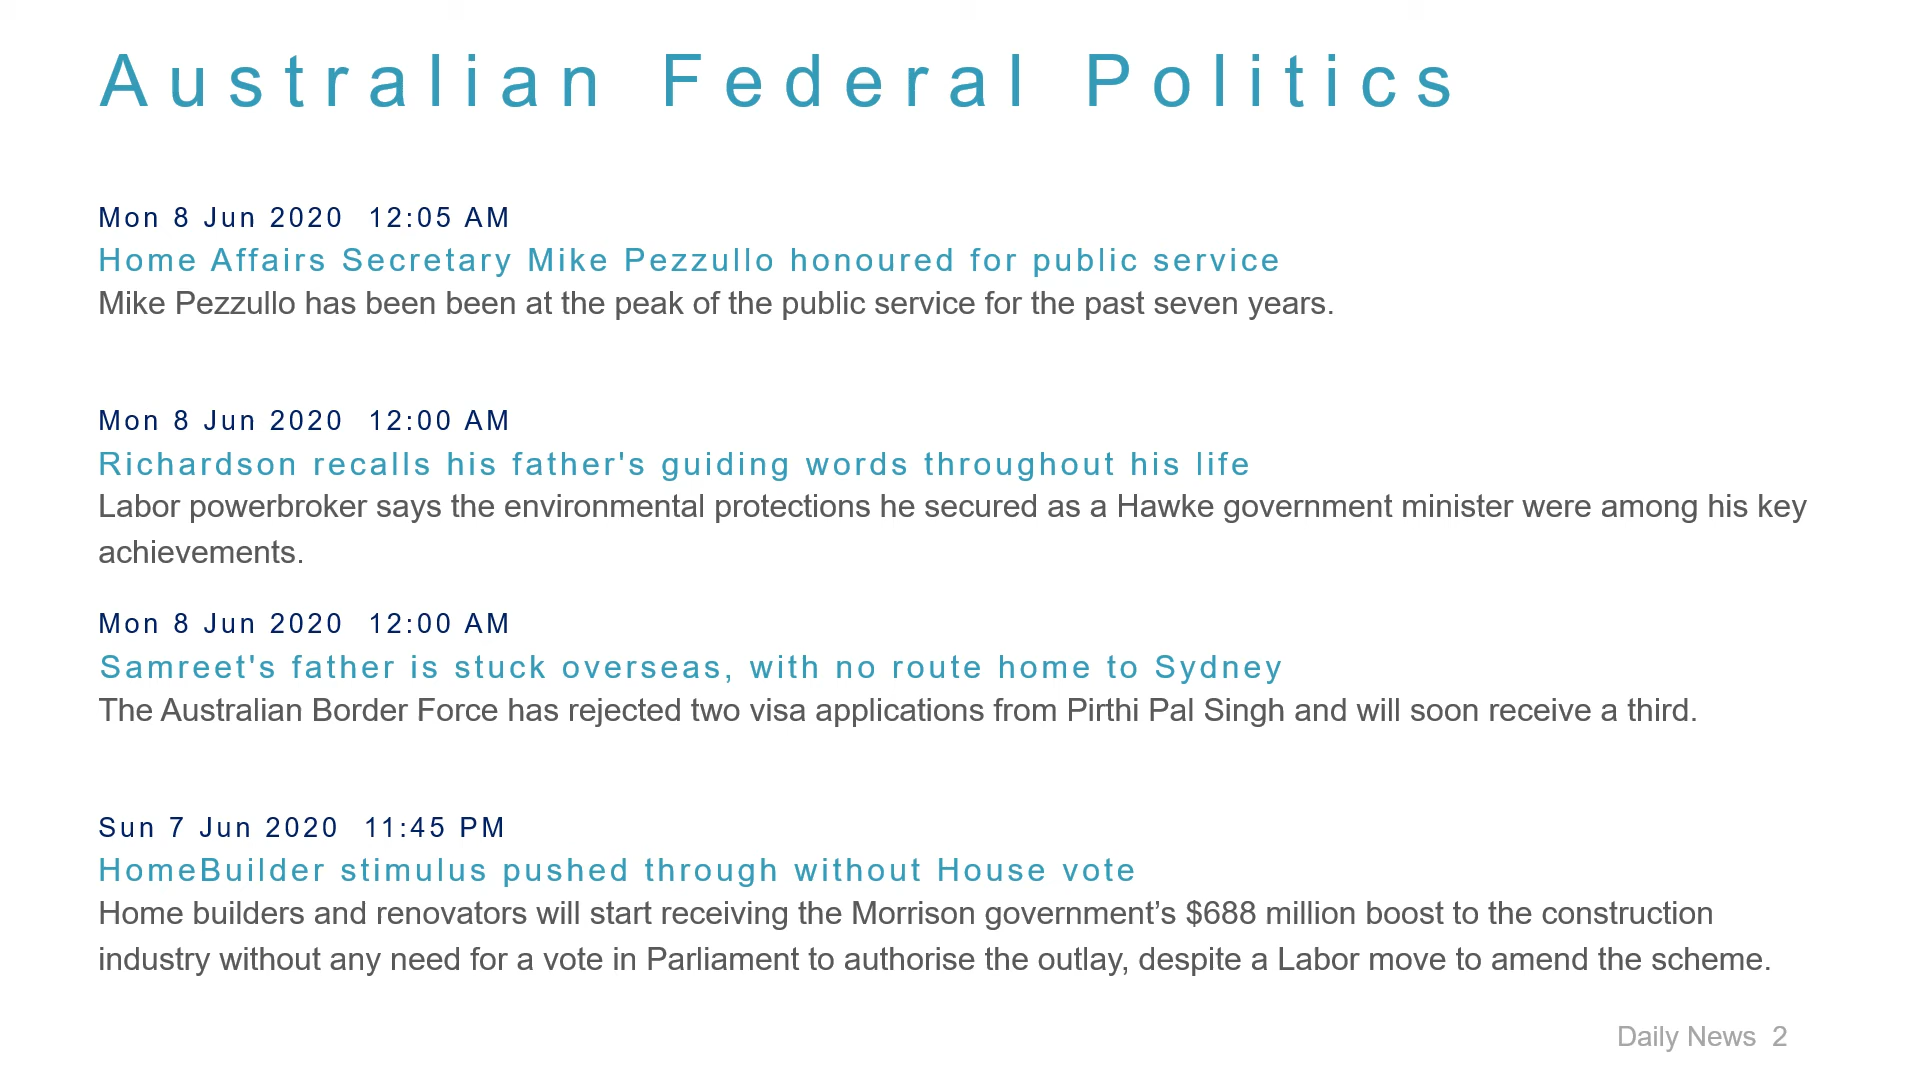 Australian Federal Politics
Mon 8 Jun 2020 12:05 AM
Home Affairs Secretary Mike Pezzullo honoured for public service
Mike Pezzullo has been been at the peak of the public service for the past seven years.
Mon 8 Jun 2020 12:00 AM
Richardson recalls his father's guiding words throughout his life
Labor powerbroker says the environmental protections he secured as a Hawke government minister were among his key
achievements.
Mon 8 Jun 2020 12:00 AM
Samreet's father is stuck overseas, with no route home to Sydney
The Australian Border Force has rejected two visa applications from Pirthi Pal Singh and will soon receive a third.
Sun 7 Jun 2020 11:45 PM
HomeBuilder stimulus pushed through without House vote
Home builders and renovators will start receiving the Morrison government’s $688 million boost to the construction
industry without any need for a vote in Parliament to authorise the outlay, despite a Labor move to amend the scheme.
Daily News 2